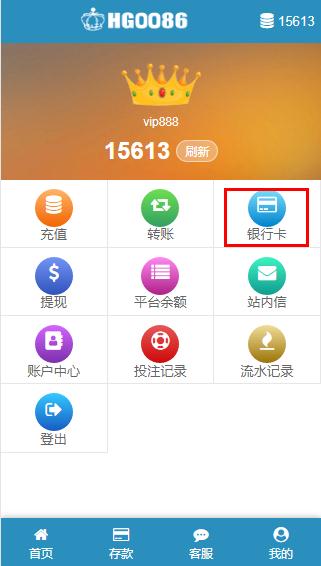 HGOO86
15613
vip888
15613 刷新
充值 转账 银行卡
提现 平台余额 站内信
账户中心 投注记录 流水记录
登出
首页 存款 客服 我的